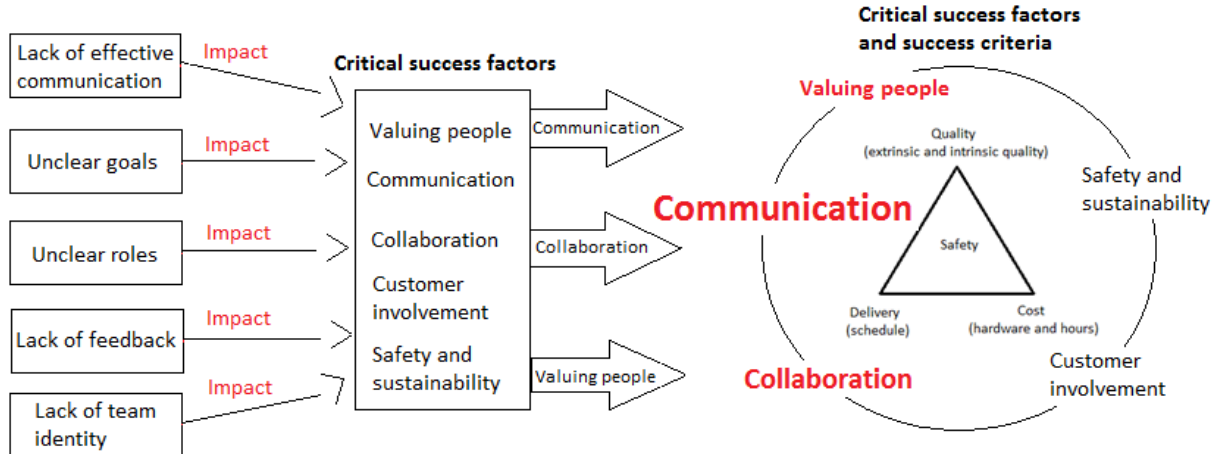 Lack of effective
communication
Impact
Unclear goals
Impact
Unclear roles
Impact
Lack of feedback
Impact
Lack of team
identity
Impact
Critical success factors
Valuing people
Communication
Collaboration
Customer
involvement
Safety and
sustainability
Communication
Collaboration
Valuing people
Critical success factors
and success criteria
Valuing people
Communication
Collaboration
Quality
(extrinsic and intrinsic quality)
Safety
Delivery
(schedule)
Cost
(hardware and hours)
Safety and
sustainability
Customer
involvement